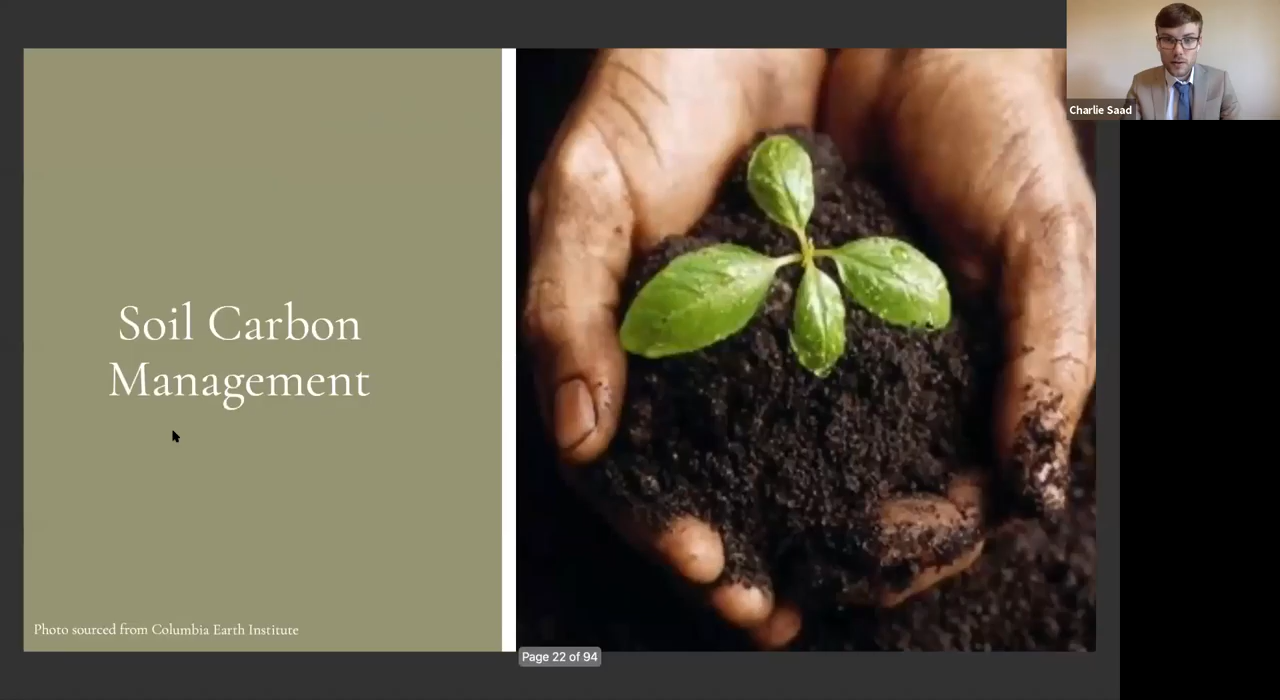 Soil Carbon
Management
Photo sourced from Columbia Earth Institute
Page 22 of 94
Charlie Saad